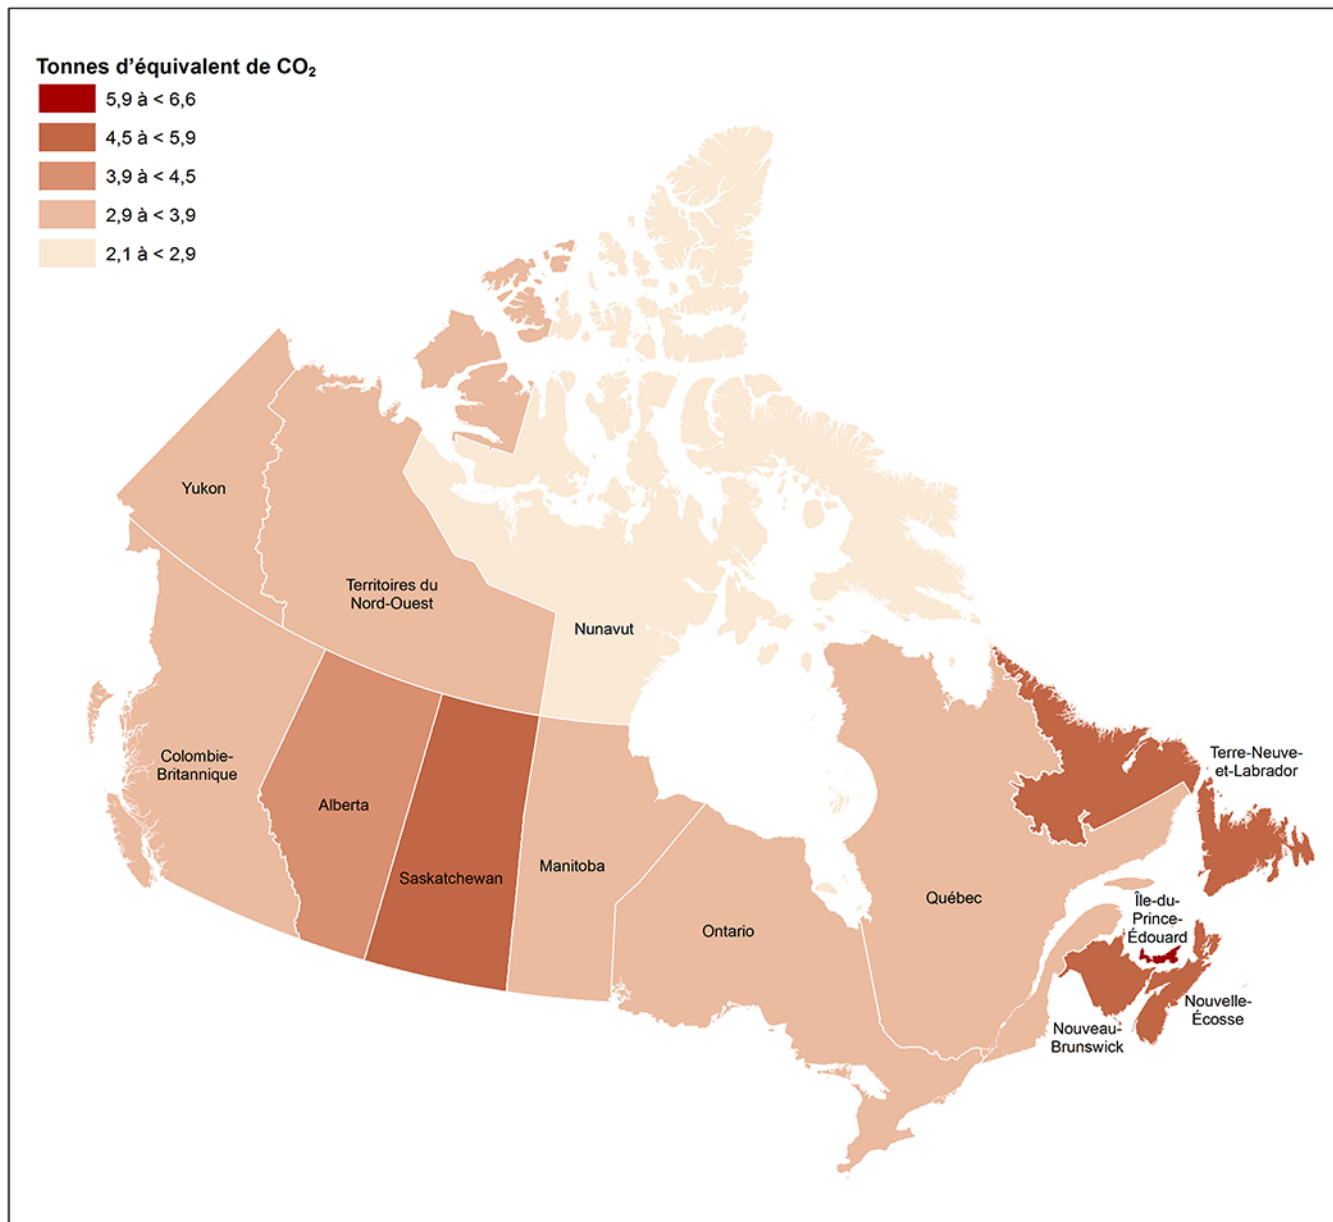 Tonnes d'équivalent de CO₂
5,9 à < 6,6
4,5 à < 5,9
3,9 à < 4,5
2,9 à < 3,9
2,1 à < 2,9
Yukon
Territoires du
Nord-Ouest
Nunavut
Colombie-
Britannique
Alberta
Saskatchewan
Manitoba
Ontario
Québec
Terre-Neuve-
et-Labrador
Île-du-
Prince-
Édouard
Nouvelle-
Écosse
Nouveau-
Brunswick